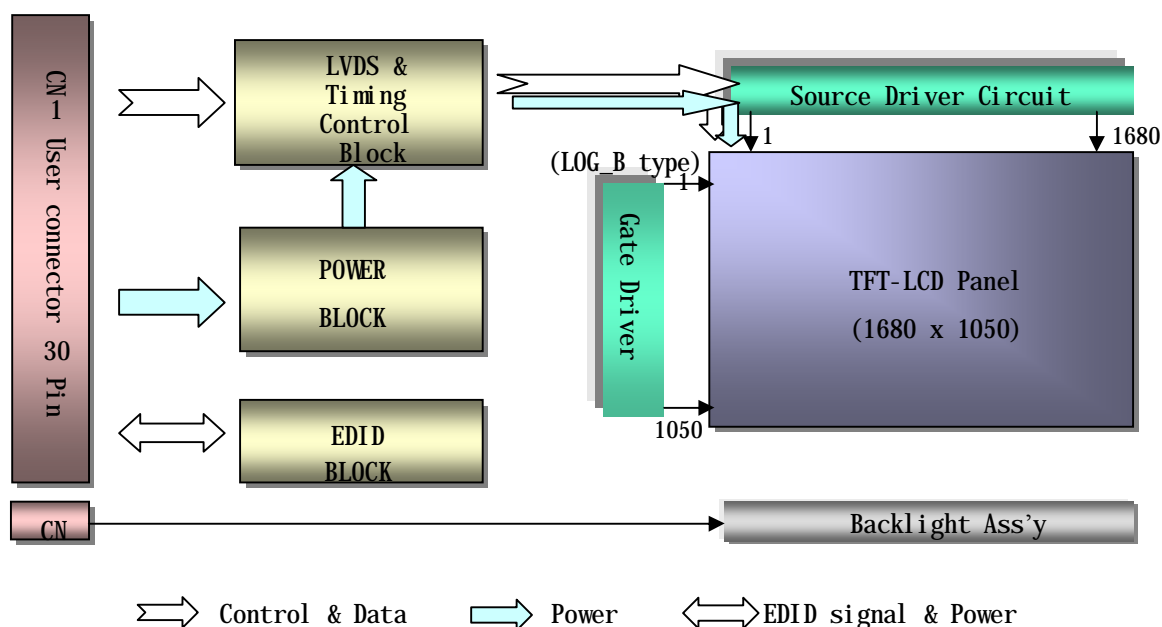 CN1 User connector 30 Pin
LVDS &
Timing
Control
Block
Source Driver Circuit
1
1680
(LOG_B type)
1
Gate Driver
1050
POWER
BLOCK
TFT-LCD Panel
(1680 x 1050)
EDID
BLOCK
CN
Backlight Ass'y
Control & Data
Power
EDID signal & Power